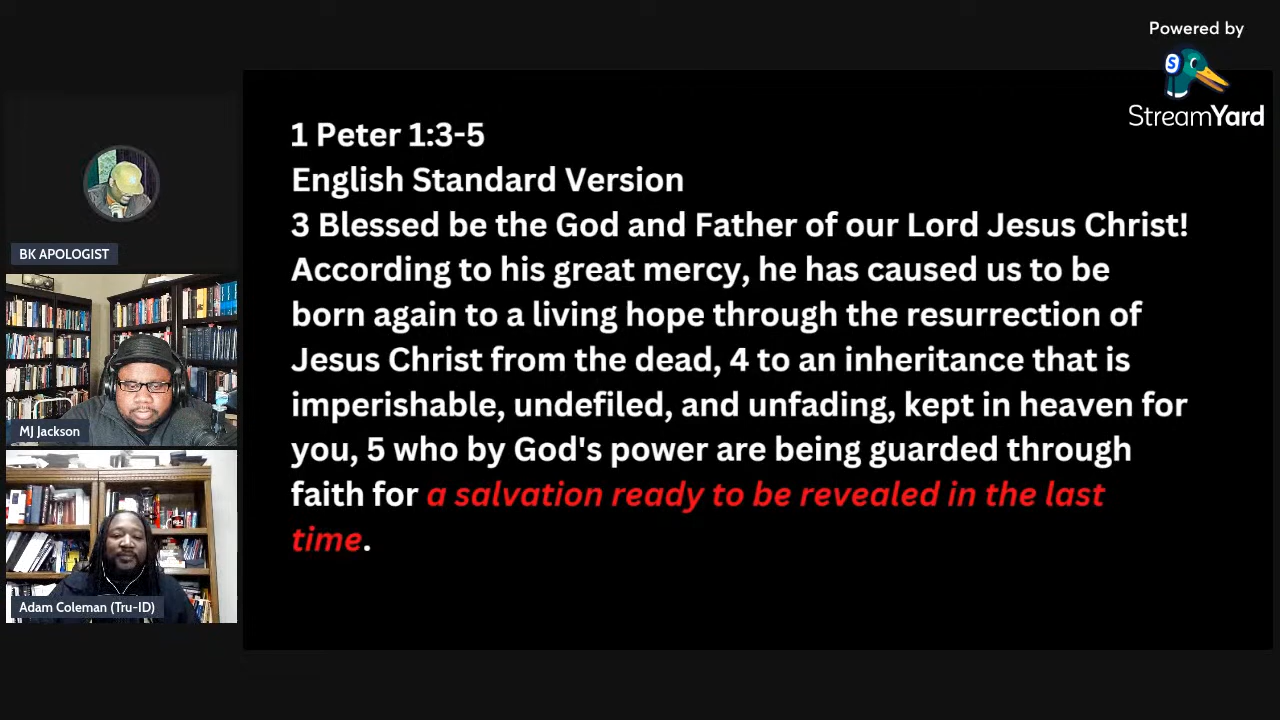 Powered by
StreamYard
1 Peter 1:3-5
English Standard Version
3 Blessed be the God and Father of our Lord Jesus Christ!
According to his great mercy, he has caused us to be
born again to a living hope through the resurrection of
Jesus Christ from the dead, 4 to an inheritance that is
imperishable, undefiled, and unfading, kept in heaven for
you, 5 who by God's power are being guarded through
faith for a salvation ready to be revealed in the last
time.
BK APOLOGIST
MJ Jackson
Adam Coleman (Tru-ID)